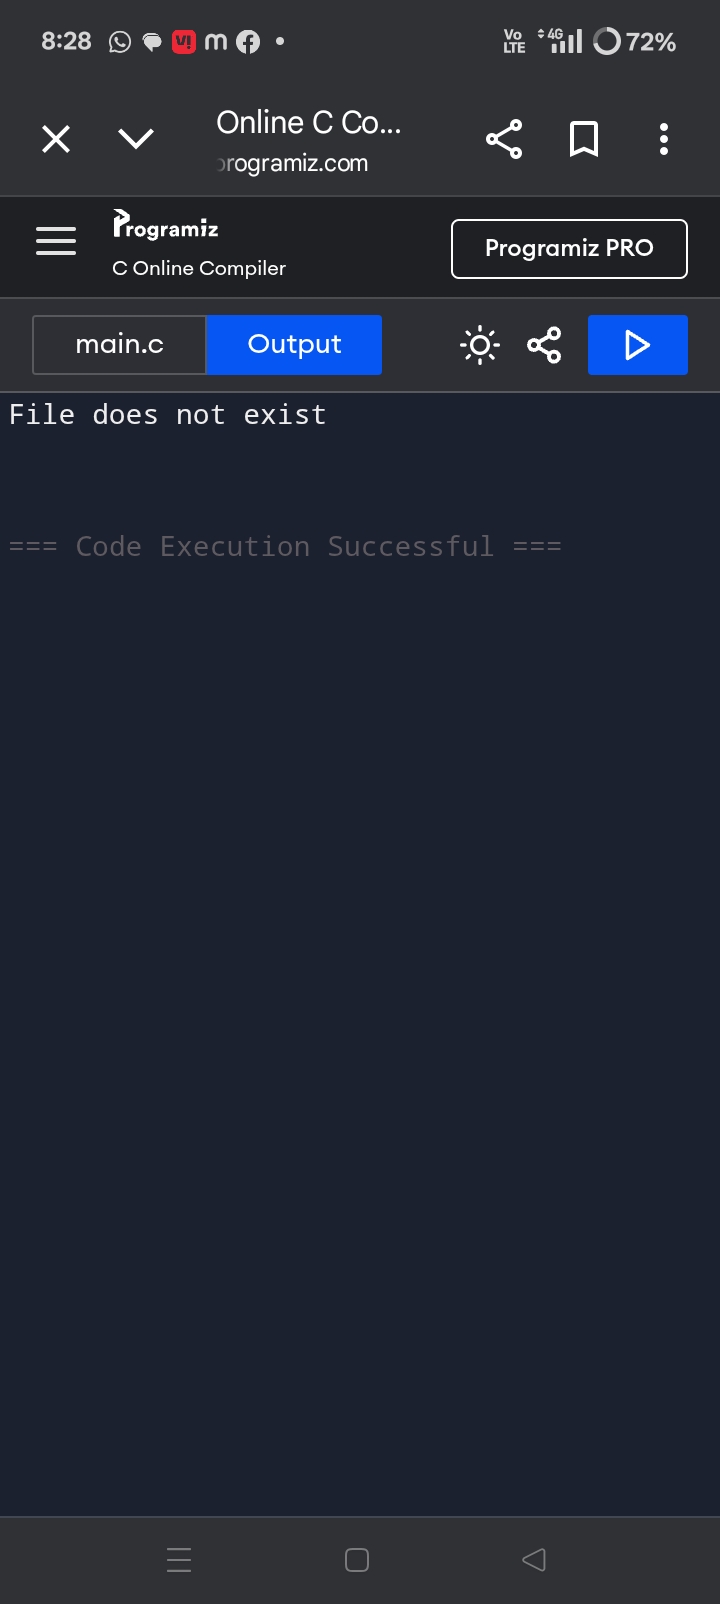 8:28 Vo LTE 4G 72%
Online C Co...
programiz.com
Programiz
C Online Compiler
Programiz PRO
main.c Output
File does not exist
=== Code Execution Successful ===